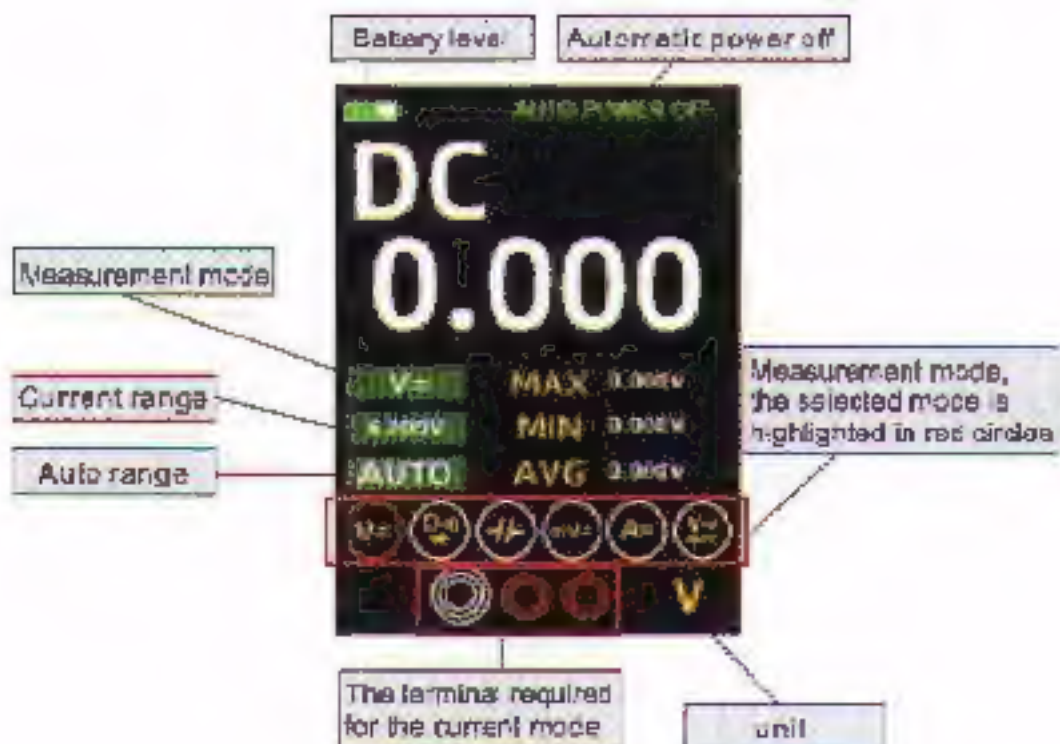 Battery level
Automatic power off
AUTO POWER OFF
DC
0.000
Measurement mode
V=
MAX
Current range
MIN
Auto range
AUTO
AVG
Measurement mode,
the selected mode is
highlighted in red circles
V
The terminal required
for the current mode
unit